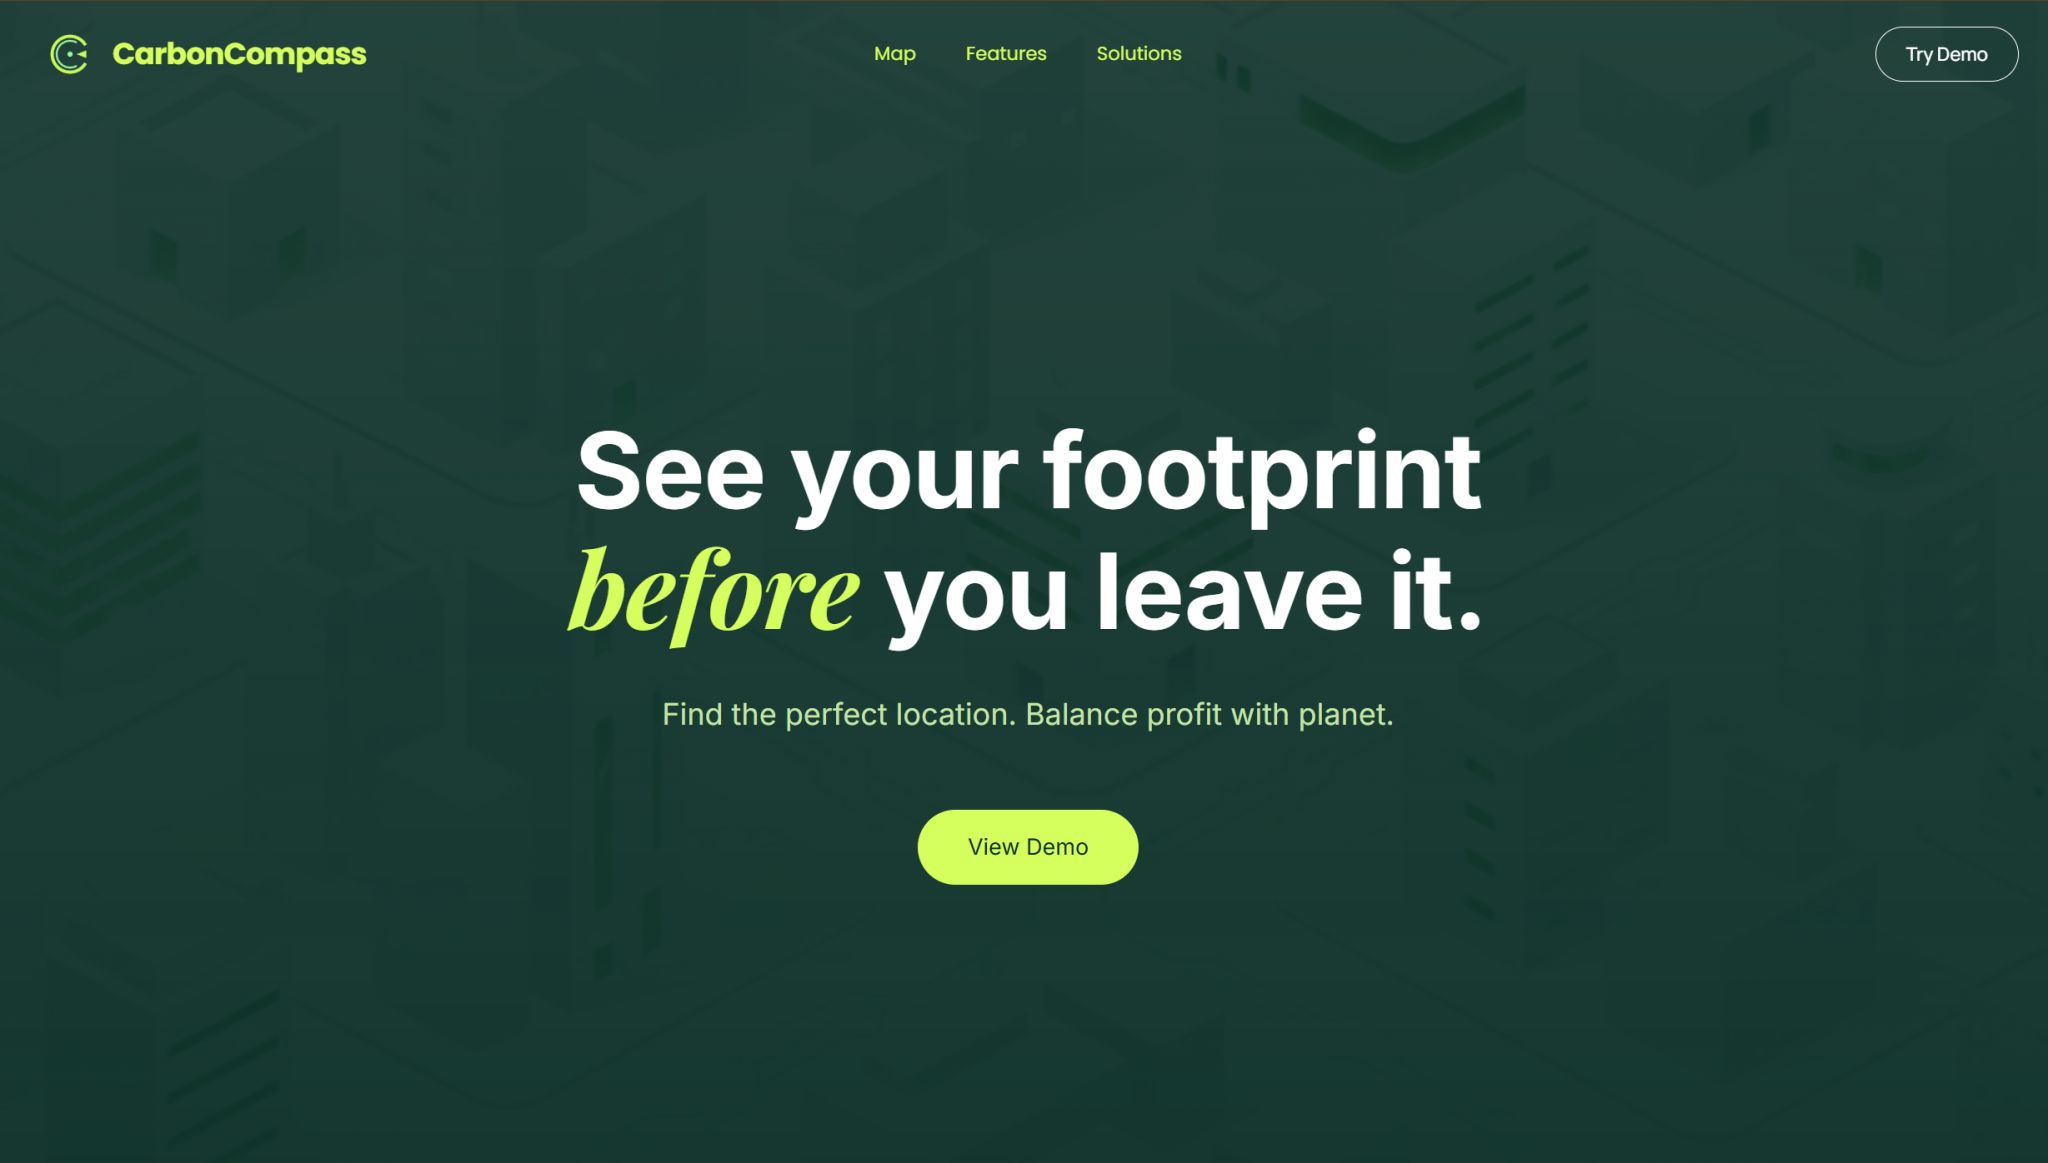 CarbonCompass
Map
Features
Solutions
Try Demo
See your footprint
before you leave it.
Find the perfect location. Balance profit with planet.
View Demo